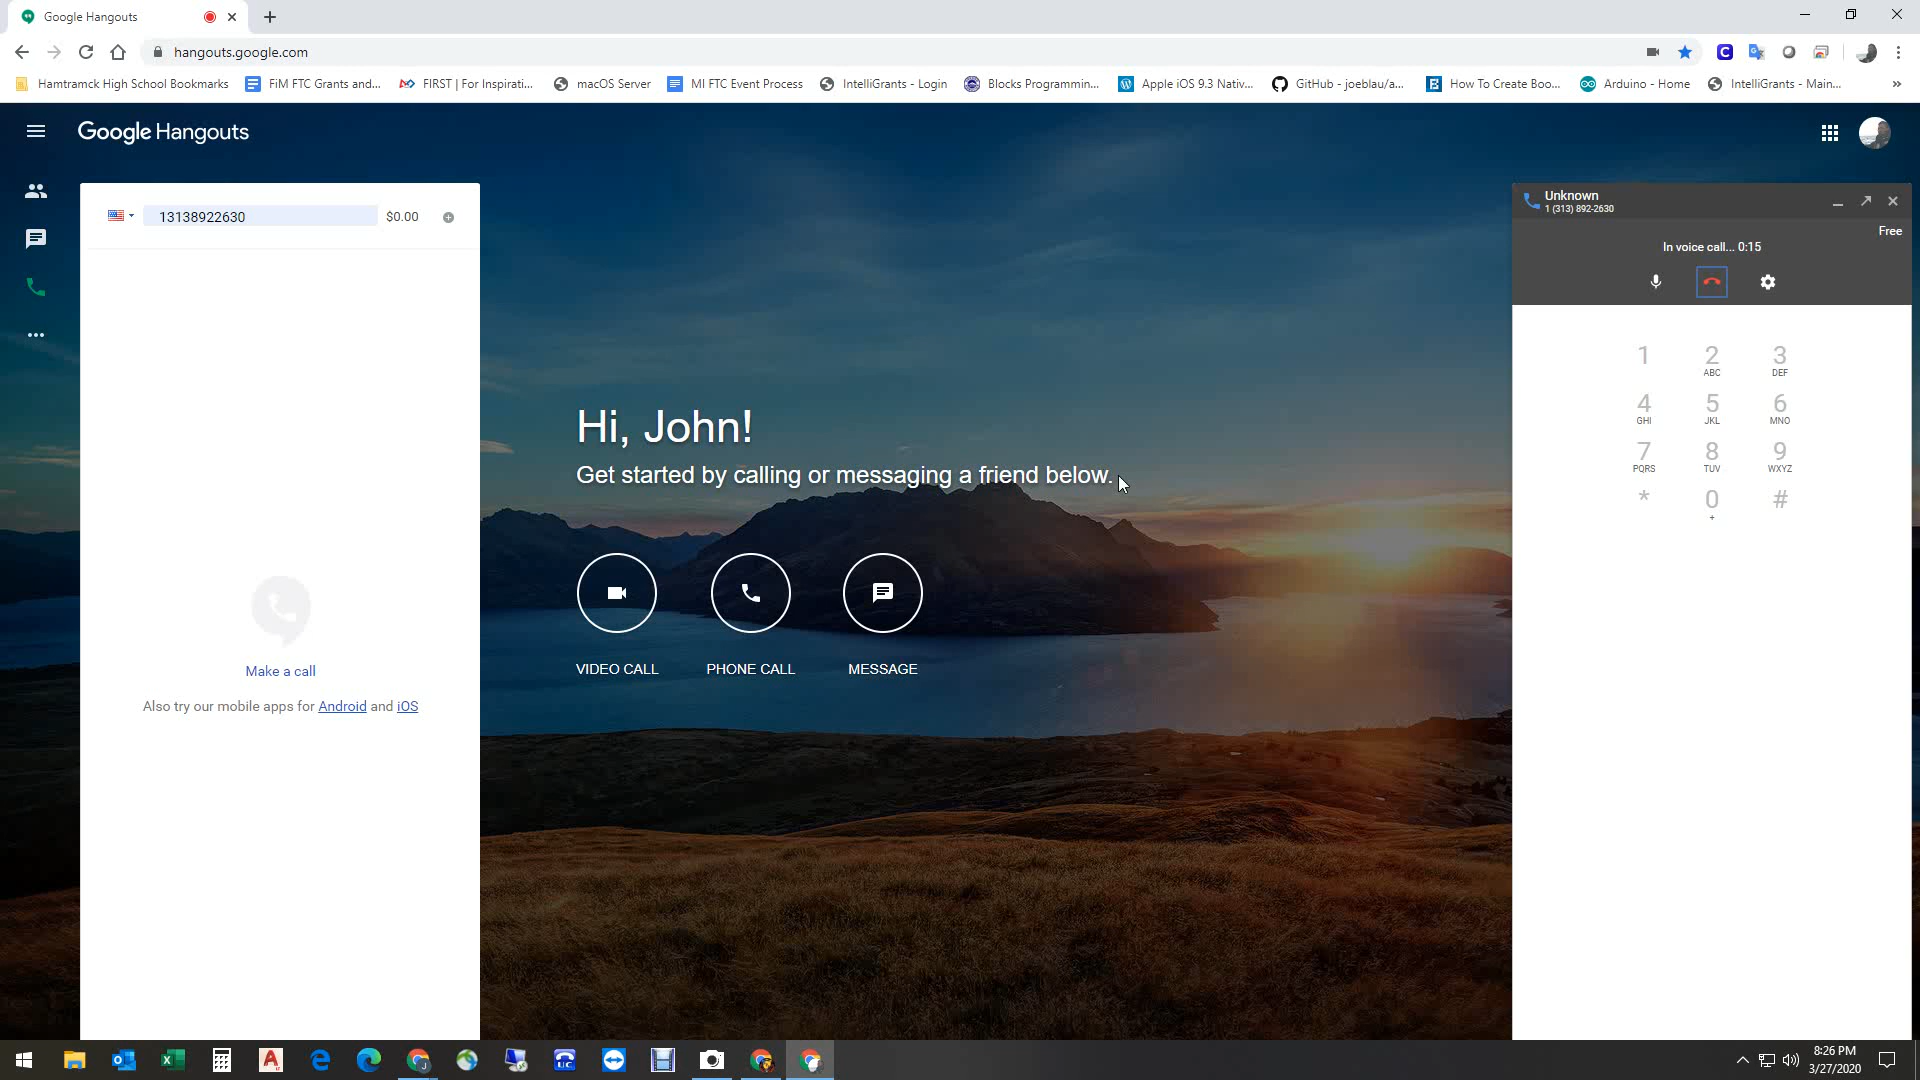 Google Hangouts
hangouts.google.com
Hamtramck High School Bookmarks
FiM FTC Grants and...
FIRST | For Inspirati...
macOS Server
MI FTC Event Process
IntelliGrants - Login
Blocks Programmin...
Apple iOS 9.3 Nativ...
GitHub - joeblau/a...
How To Create Boo...
Arduino - Home
IntelliGrants - Main...
»
Google Hangouts
13138922630
$0.00
Unknown
1 (313) 892-2630
Free
In voice call... 0:15
1
2
3
ABC
DEF
4
5
6
GHI
JKL
MNO
7
8
9
PQRS
TUV
WXYZ
*
0
#
+
Hi, John!
Get started by calling or messaging a friend below.
VIDEO CALL
PHONE CALL
MESSAGE
Make a call
Also try our mobile apps for Android and iOS
8:26 PM
3/27/2020